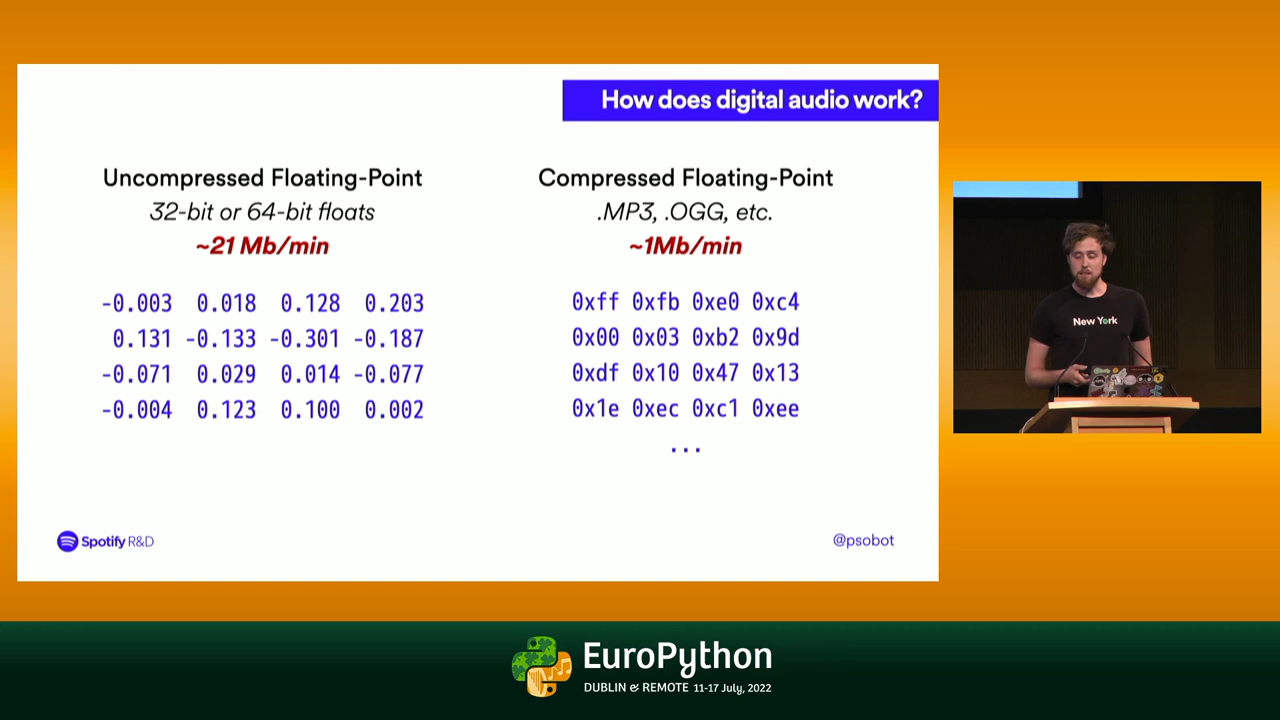 How does digital audio work?
Uncompressed Floating-Point
32-bit or 64-bit floats
~21 Mb/min
-0.003 0.018 0.128 0.203
0.131 -0.133 -0.301 -0.187
-0.071 0.029 0.014 -0.077
-0.004 0.123 0.100 0.002
Compressed Floating-Point
.MP3, .OGG, etc.
~1Mb/min
0xff 0xfb 0xe0 0xc4
0x00 0x03 0xb2 0x9d
0xdf 0x10 0x47 0x13
0x1e 0xec 0xc1 0xee
...
Spotify R&D
@psobot
New York
EuroPython
DUBLIN & REMOTE 11-17 July, 2022